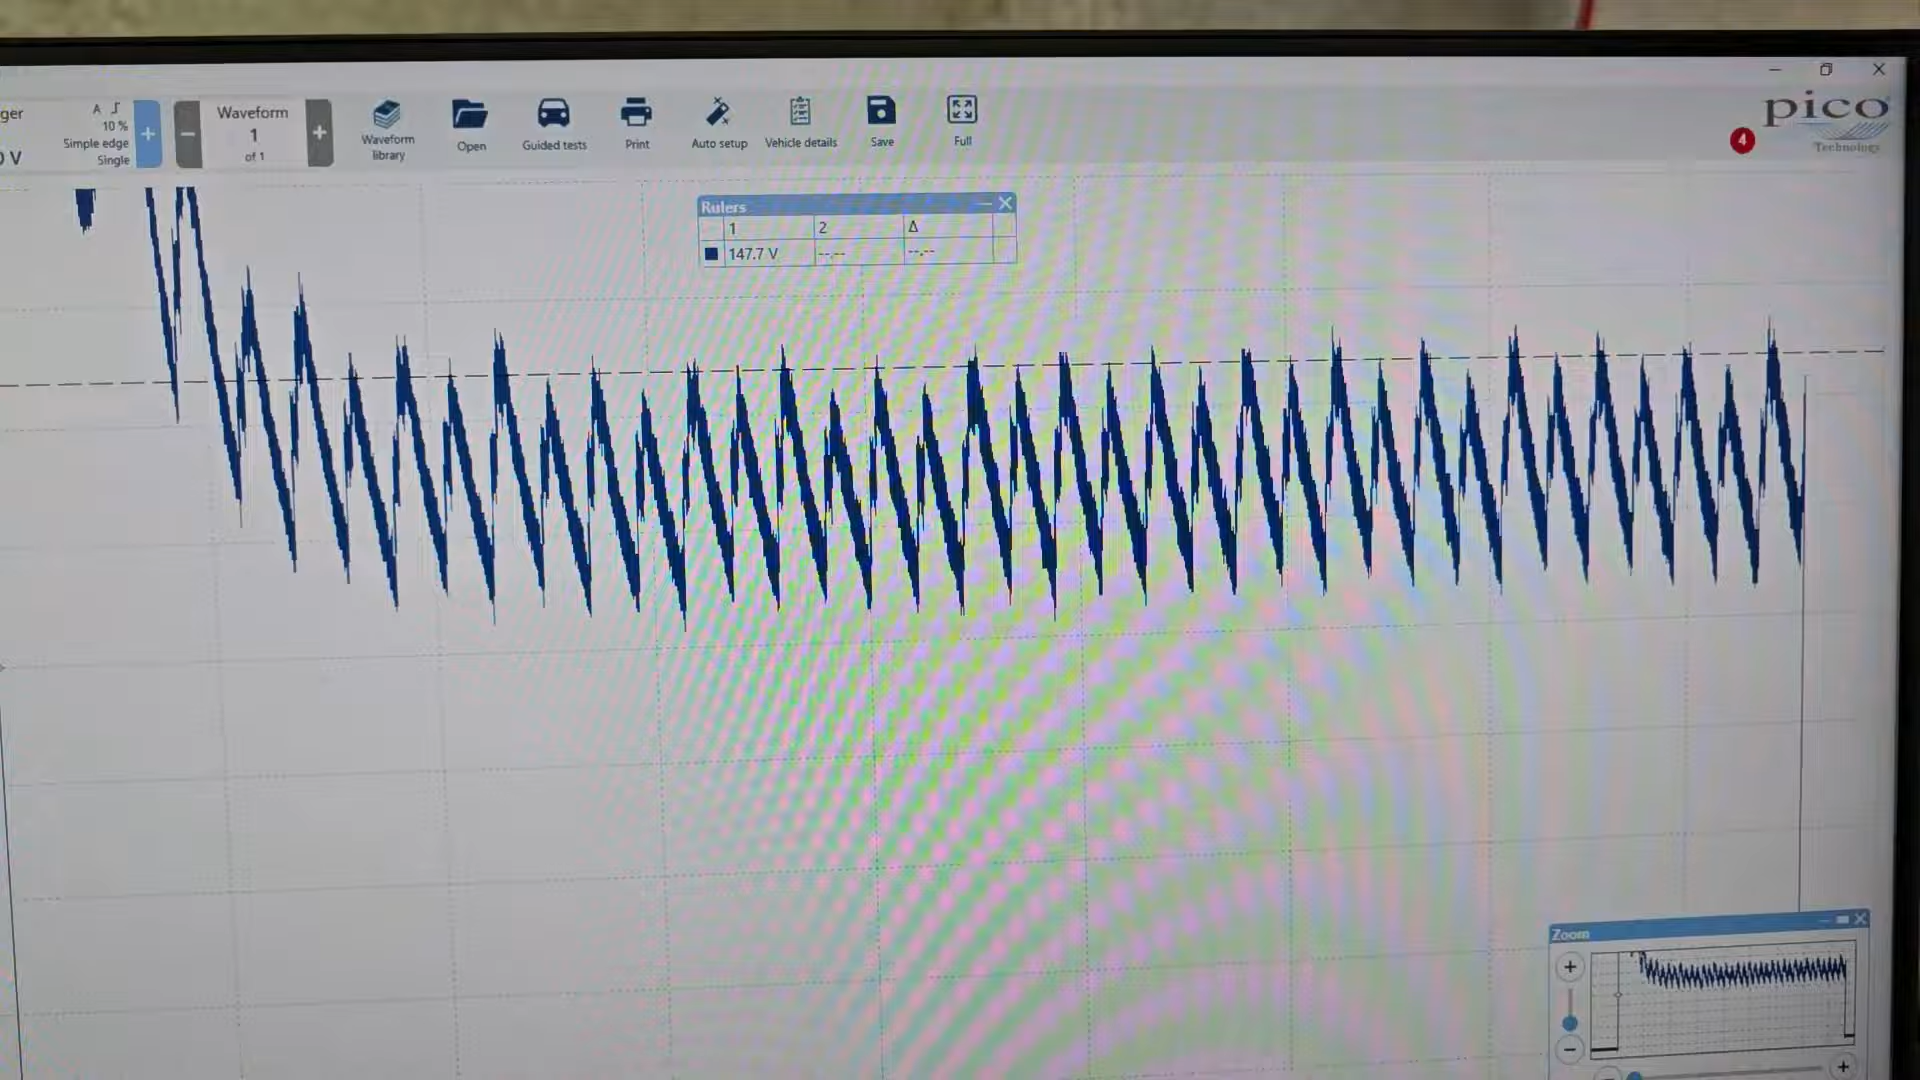 ger
0 V
A
10 %
Simple edge
Single
+
−
Waveform
1
of 1
+
Waveform
library
Open
Guided tests
Print
Auto setup
Vehicle details
Save
Full
4
pico
Technology
Rulers
1 2 Δ
147.7 V --.-- --.--
Zoom